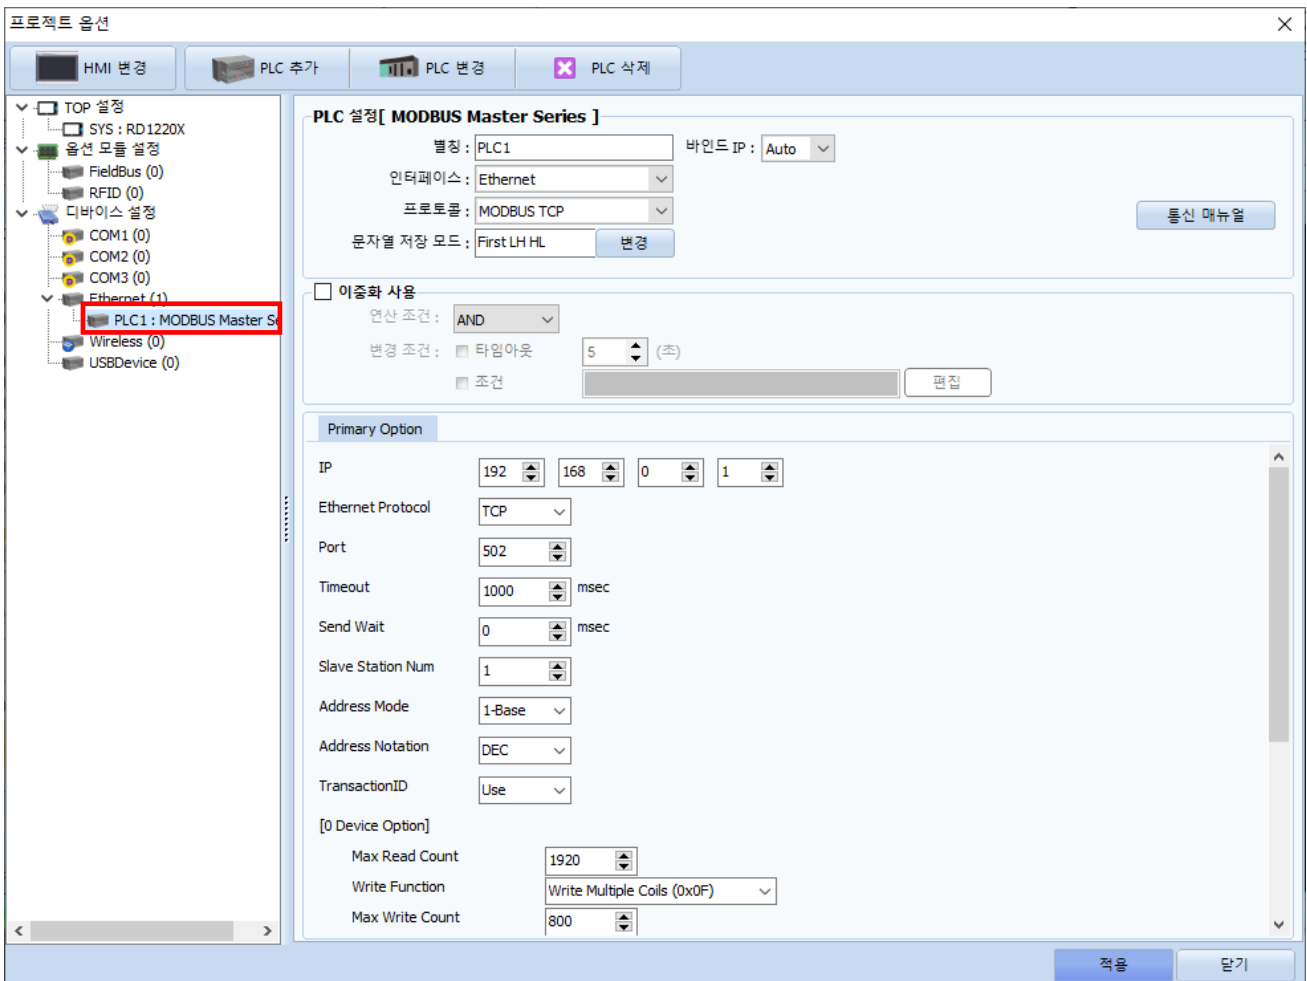 프로젝트 옵션
HMI 변경 PLC 추가 PLC 변경 PLC 삭제
TOP 설정
SYS : RD1220X
옵션 모듈 설정
FieldBus (0)
RFID (0)
디바이스 설정
COM1 (0)
COM2 (0)
COM3 (0)
Ethernet (1)
PLC1 : MODBUS Master Se
Wireless (0)
USBDevice (0)
PLC 설정[ MODBUS Master Series ]
별칭 : PLC1 바인드 IP : Auto
인터페이스 : Ethernet
프로토콜 : MODBUS TCP 통신 매뉴얼
문자열 저장 모드 : First LH HL 변경
이중화 사용
연산 조건 : AND
변경 조건 : 타임아웃 5 (초)
조건 편집
Primary Option
IP 192 168 0 1
Ethernet Protocol TCP
Port 502
Timeout 1000 msec
Send Wait 0 msec
Slave Station Num 1
Address Mode 1-Base
Address Notation DEC
TransactionID Use
[0 Device Option]
Max Read Count 1920
Write Function Write Multiple Coils (0x0F)
Max Write Count 800
적용 닫기